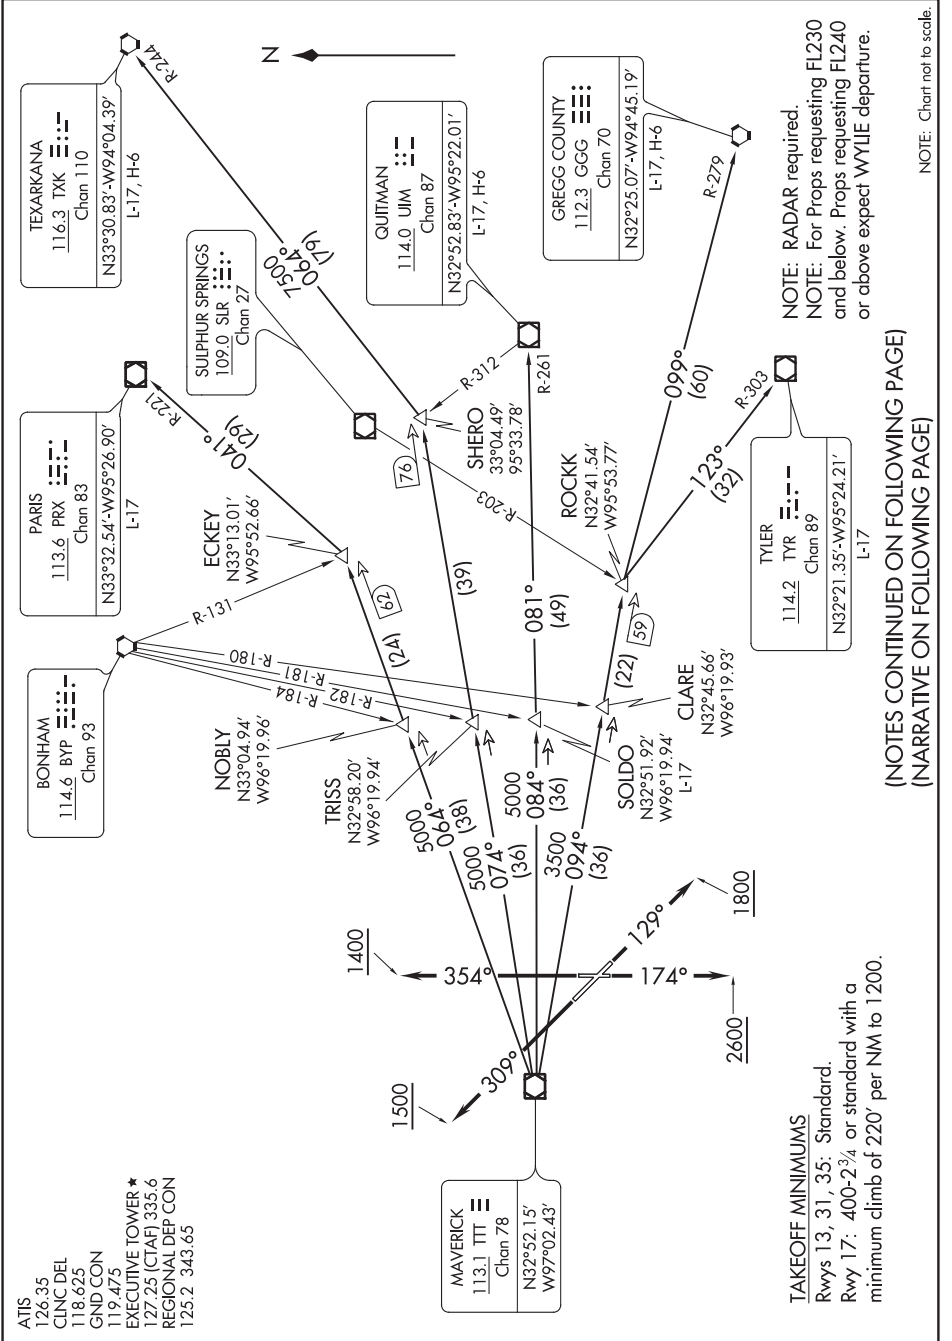 ATIS
126.35
CLNC DEL
118.625
GND CON
119.475
EXECUTIVE TOWER ★
127.25 (CTAF) 335.6
REGIONAL DEP CON
125.2 343.65
BONHAM
114.6 BYP
Chan 93
PARIS
113.6 PRX
Chan 83
N33°32.54'-W95°26.90'
L-17
TEXARKANA
116.3 TXK
Chan 110
N33°30.83'-W94°04.39'
L-17, H-6
SULPHUR SPRINGS
109.0 SLR
Chan 27
QUITMAN
114.0 UIM
Chan 87
N32°52.83'-W95°22.01'
L-17, H-6
GREGG COUNTY
112.3 GGG
Chan 70
N32°25.07'-W94°45.19'
L-17, H-6
TYLER
114.2 TYR
Chan 89
N32°21.35'-W95°24.21'
L-17
MAVERICK
113.1 TTT
Chan 78
N32°52.15'
W97°02.43'
N
R-244
7500
064°
(79)
R-221
041°
(29)
ECKEY
N33°13.01'
W95°52.66'
R-131
62
(24)
R-180
R-181
R-182
R-184
NOBLY
N33°04.94'
W96°19.96'
TRISS
N32°58.20'
W96°19.94'
5000
064°
(38)
5000
074°
(36)
5000
084°
(36)
3500
094°
(36)
76
(39)
SHERO
33°04.49'
95°33.78'
R-312
R-261
R-203
081°
(49)
ROCKK
N32°41.54'
W95°53.77'
59
(22)
CLARE
N32°45.66'
W96°19.93'
SOLDO
N32°51.92'
W96°19.94'
L-17
R-279
099°
(60)
R-303
123°
(32)
1400
354°
174°
2600
1500
309°
129°
1800
TAKEOFF MINIMUMS
Rwys 13, 31, 35: Standard.
Rwy 17: 400-2¾ or standard with a
minimum climb of 220' per NM to 1200.
NOTE: RADAR required.
NOTE: For Props requesting FL230
and below. Props requesting FL240
or above expect WYLIE departure.
(NOTES CONTINUED ON FOLLOWING PAGE)
(NARRATIVE ON FOLLOWING PAGE)
NOTE: Chart not to scale.